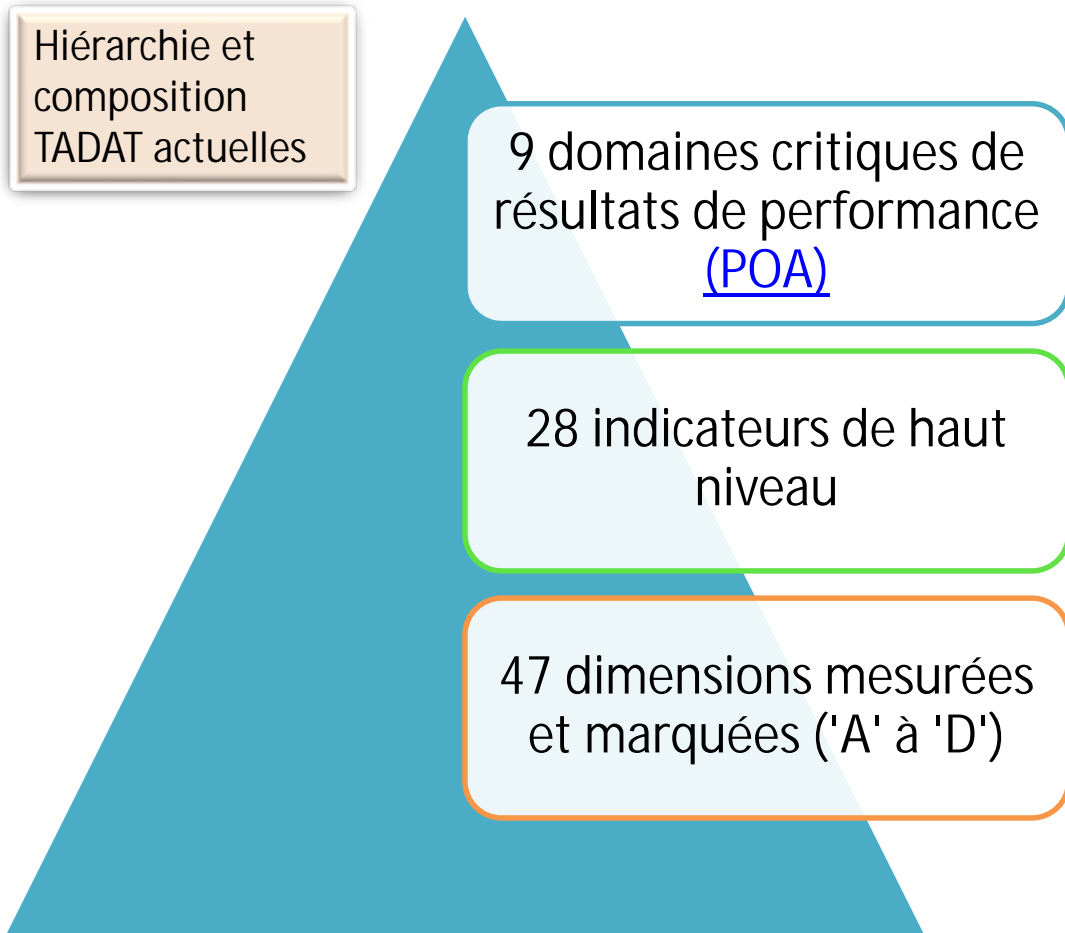 Hiérarchie et
composition
TADAT actuelles
9 domaines critiques de
résultats de performance
(POA)
28 indicateurs de haut
niveau
47 dimensions mesurées
et marquées ('A' à 'D')